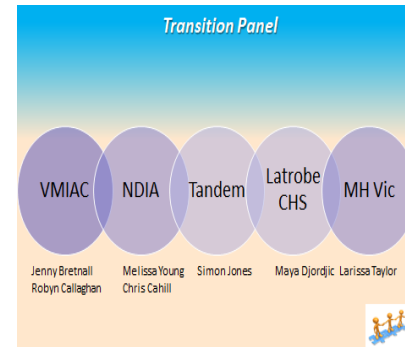 Transition Panel
VMIAC
NDIA
Tandem
Latrobe
CHS
MH Vic
Jenny Bretnall
Robyn Callaghan
Melissa Young
Chris Cahill
Simon Jones
Maya Djordjic
Larissa Taylor